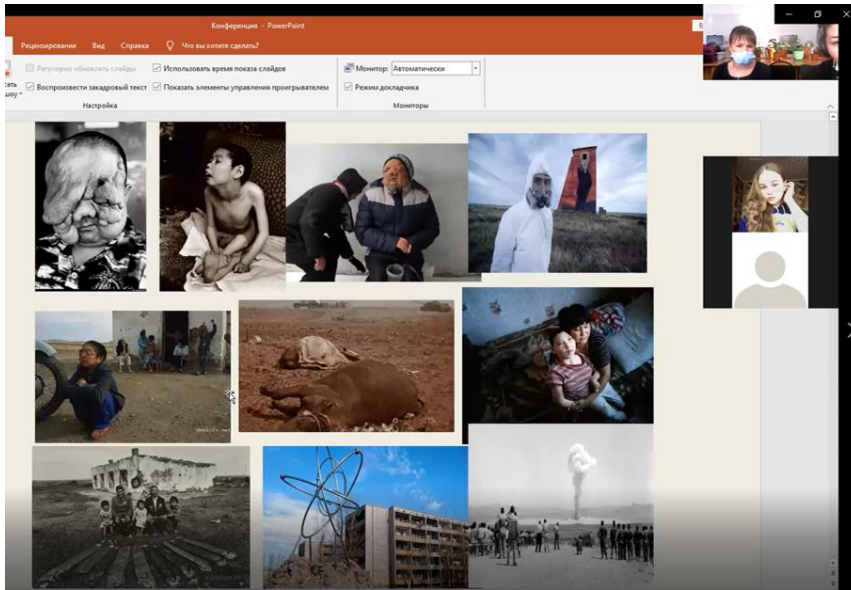 Конференция - PowerPoint
Рецензирование Вид Справка Что вы хотите сделать?
Регулярно обновлять слайды Использовать время показа слайдов
Воспроизвести закадровый текст Показать элементы управления проигрывателем
Настройка
Монитор: Автоматически
Режим докладчика
Мониторы